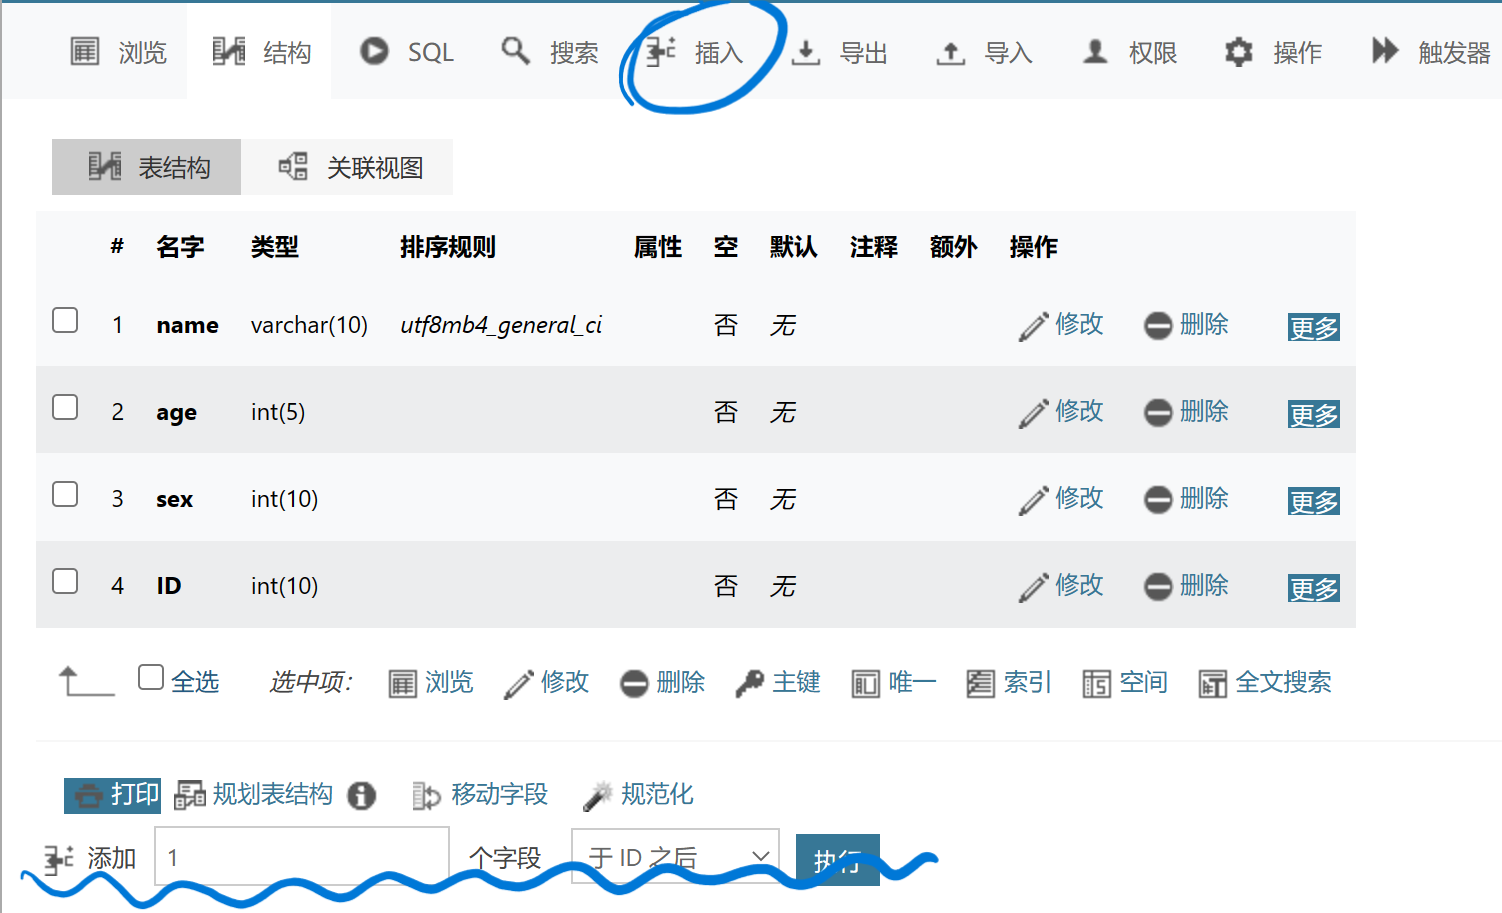 浏览 结构 SQL 搜索 插入 导出 导入 权限 操作 触发器
表结构 关联视图
# 名字 类型 排序规则 属性 空 默认 注释 额外 操作
1 name varchar(10) utf8mb4_general_ci 否 无 修改 删除 更多
2 age int(5) 否 无 修改 删除 更多
3 sex int(10) 否 无 修改 删除 更多
4 ID int(10) 否 无 修改 删除 更多
全选 选中项: 浏览 修改 删除 主键 唯一 索引 空间 全文搜索
打印 规划表结构 移动字段 规范化
添加 1 个字段 于 ID 之后 执行